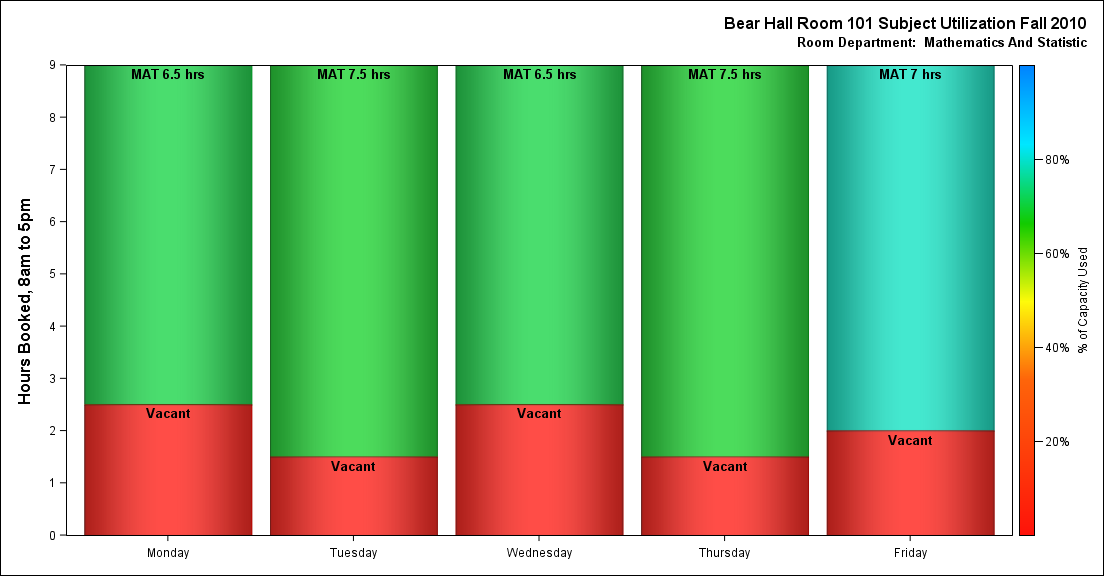 Bear Hall Room 101 Subject Utilization Fall 2010
Room Department:  Mathematics And Statistic
Hours Booked, 8am to 5pm
9
8
7
6
5
4
3
2
1
0
MAT 6.5 hrs
MAT 7.5 hrs
MAT 6.5 hrs
MAT 7.5 hrs
MAT 7 hrs
Vacant
Vacant
Vacant
Vacant
Vacant
Monday
Tuesday
Wednesday
Thursday
Friday
80%
60%
40%
20%
% of Capacity Used